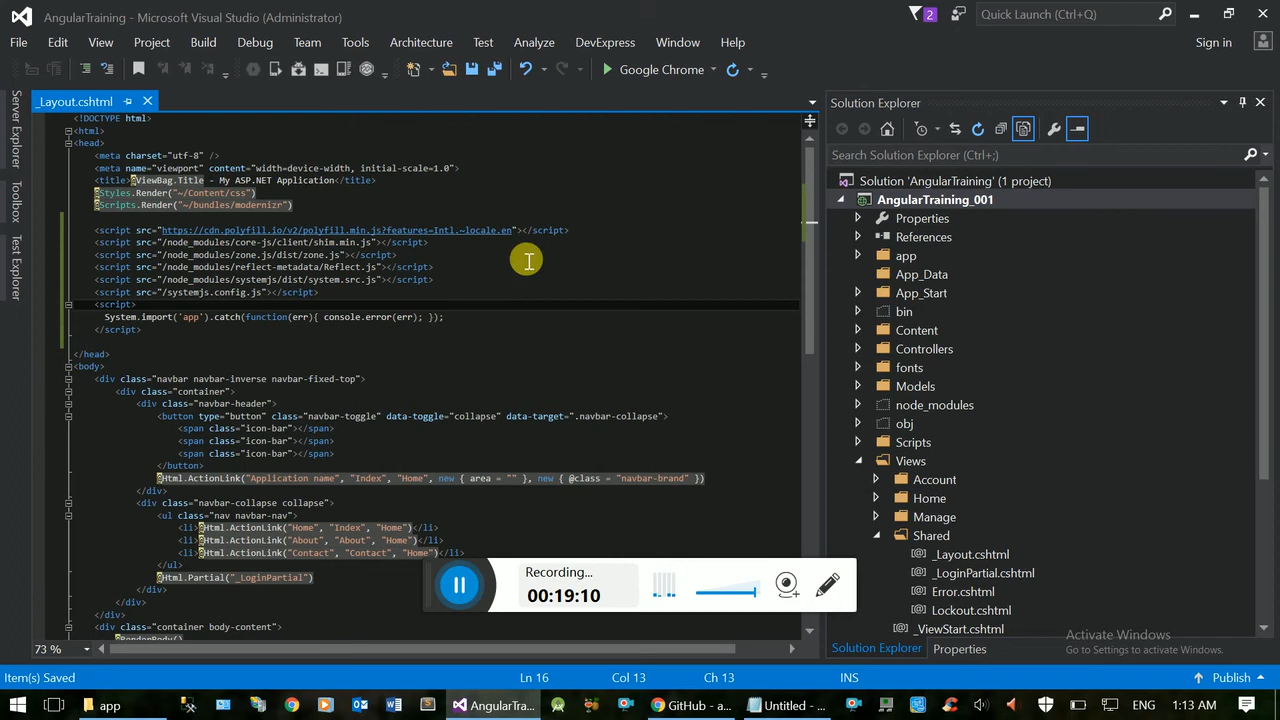 AngularTraining - Microsoft Visual Studio (Administrator)
2
Quick Launch (Ctrl+Q)
File Edit View Project Build Debug Team Tools Architecture Test Analyze DevExpress Window Help
Sign in
Google Chrome
Server Explorer
Toolbox
Test Explorer
_Layout.cshtml
<!DOCTYPE html>
<html>
<head>
<meta charset="utf-8" />
<meta name="viewport" content="width=device-width, initial-scale=1.0">
<title>@ViewBag.Title - My ASP.NET Application</title>
@Styles.Render("~/Content/css")
@Scripts.Render("~/bundles/modernizr")
<script src="https://cdn.polyfill.io/v2/polyfill.min.js?features=Intl.~locale.en"></script>
<script src="/node_modules/core-js/client/shim.min.js"></script>
<script src="/node_modules/zone.js/dist/zone.js"></script>
<script src="/node_modules/reflect-metadata/Reflect.js"></script>
<script src="/node_modules/systemjs/dist/system.src.js"></script>
<script src="/systemjs.config.js"></script>
<script>
System.import('app').catch(function(err){ console.error(err); });
</script>
</head>
<body>
<div class="navbar navbar-inverse navbar-fixed-top">
<div class="container">
<div class="navbar-header">
<button type="button" class="navbar-toggle" data-toggle="collapse" data-target=".navbar-collapse">
<span class="icon-bar"></span>
<span class="icon-bar"></span>
<span class="icon-bar"></span>
</button>
@Html.ActionLink("Application name", "Index", "Home", new { area = "" }, new { @class = "navbar-brand" })
</div>
<div class="navbar-collapse collapse">
<ul class="nav navbar-nav">
<li>@Html.ActionLink("Home", "Index", "Home")</li>
<li>@Html.ActionLink("About", "About", "Home")</li>
<li>@Html.ActionLink("Contact", "Contact", "Home")</li>
</ul>
@Html.Partial("_LoginPartial")
</div>
</div>
</div>
<div class="container body-content">
@RenderBody()
73 %
Recording...
00:19:10
Solution Explorer
Search Solution Explorer (Ctrl+;)
Solution 'AngularTraining' (1 project)
AngularTraining_001
Properties
References
app
App_Data
App_Start
bin
Content
Controllers
fonts
Models
node_modules
obj
Scripts
Views
Account
Home
Manage
Shared
_Layout.cshtml
_LoginPartial.cshtml
Error.cshtml
Lockout.cshtml
_ViewStart.cshtml
Solution Explorer Properties
Activate Windows
Go to Settings to activate Windows.
Item(s) Saved Ln 16 Col 13 Ch 13 INS Publish
app
AngularTra...
GitHub - a...
Untitled - ...
ENG 1:13 AM